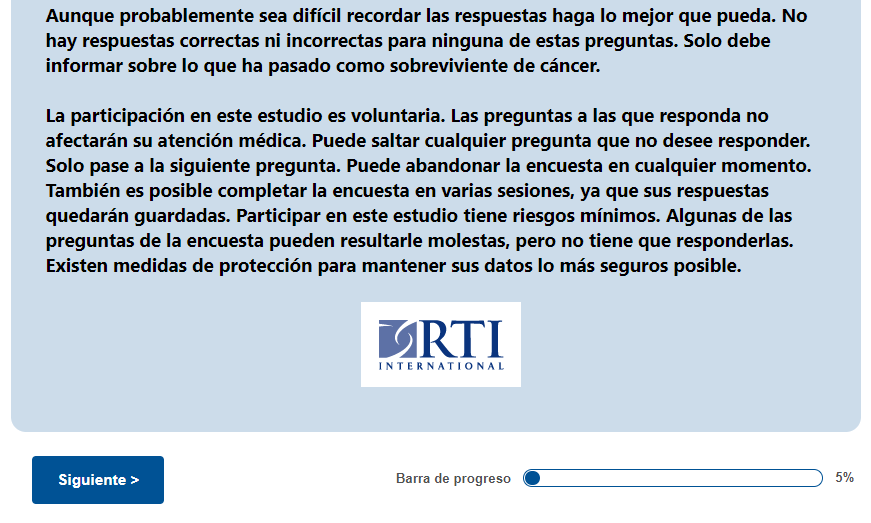 Aunque probablemente sea difícil recordar las respuestas haga lo mejor que pueda. No
hay respuestas correctas ni incorrectas para ninguna de estas preguntas. Solo debe
informar sobre lo que ha pasado como sobreviviente de cáncer.
La participación en este estudio es voluntaria. Las preguntas a las que responda no
afectarán su atención médica. Puede saltar cualquier pregunta que no desee responder.
Solo pase a la siguiente pregunta. Puede abandonar la encuesta en cualquier momento.
También es posible completar la encuesta en varias sesiones, ya que sus respuestas
quedarán guardadas. Participar en este estudio tiene riesgos mínimos. Algunas de las
preguntas de la encuesta pueden resultarle molestas, pero no tiene que responderlas.
Existen medidas de protección para mantener sus datos lo más seguros posible.
RTI
INTERNATIONAL
Siguiente >
Barra de progreso
5%